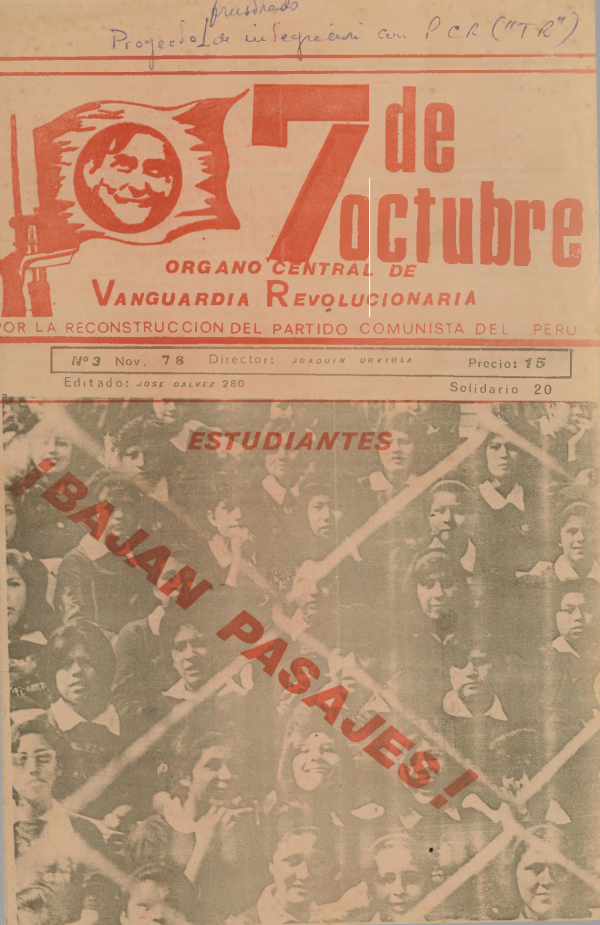 frustrado
Proyecto de integración con PCR ("TR")
7 de octubre
ORGANO CENTRAL DE
VANGUARDIA REVOLUCIONARIA
POR LA RECONSTRUCCION DEL PARTIDO COMUNISTA DEL PERU
Nº3 Nov. 78 Director: JOAQUIN URVIOLA Precio: 15
Editado: JOSE GALVEZ 280 Solidario 20
ESTUDIANTES
¡BAJAN PASAJES!